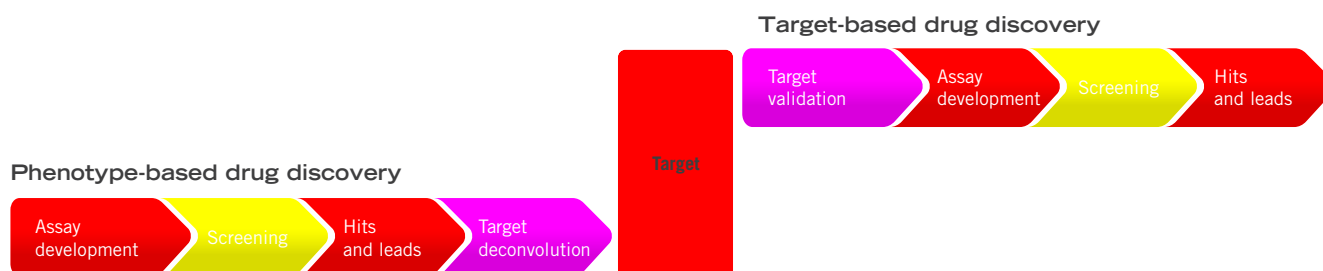 Target-based drug discovery
Target
validation
Assay
development
Screening
Hits
and leads
Target
Phenotype-based drug discovery
Assay
development
Screening
Hits
and leads
Target
deconvolution